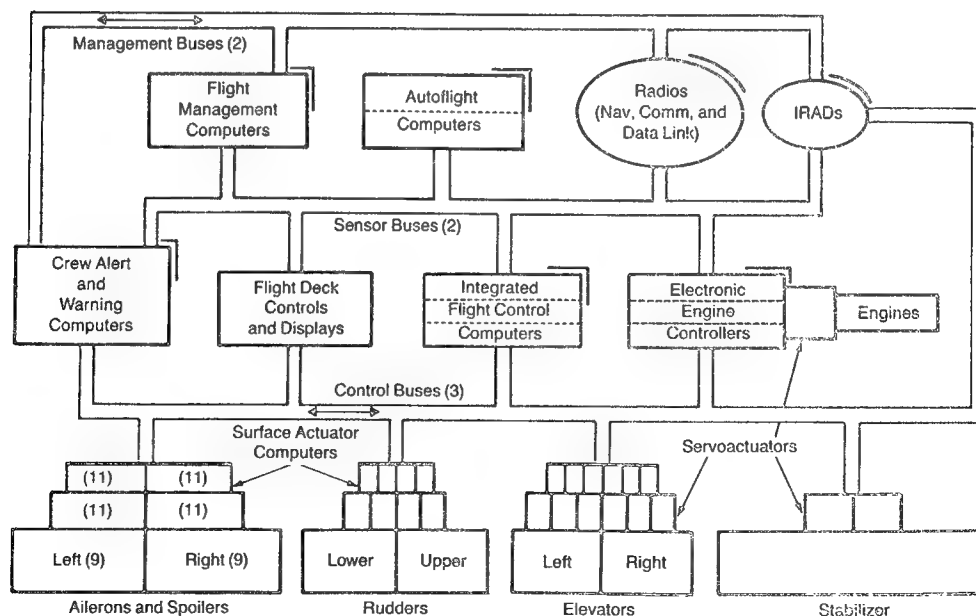 Management Buses (2)
Flight
Management
Computers
Autoflight
Computers
Radios
(Nav, Comm, and
Data Link)
IRADs
Sensor Buses (2)
Crew Alert
and
Warning
Computers
Flight Deck
Controls
and Displays
Integrated
Flight Control
Computers
Electronic
Engine
Controllers
Engines
Control Buses (3)
Surface Actuator
Computers
Servoactuators
(11) (11)
(11) (11)
Left (9) Right (9)
Lower Upper
Left Right
Ailerons and Spoilers Rudders Elevators Stabilizer